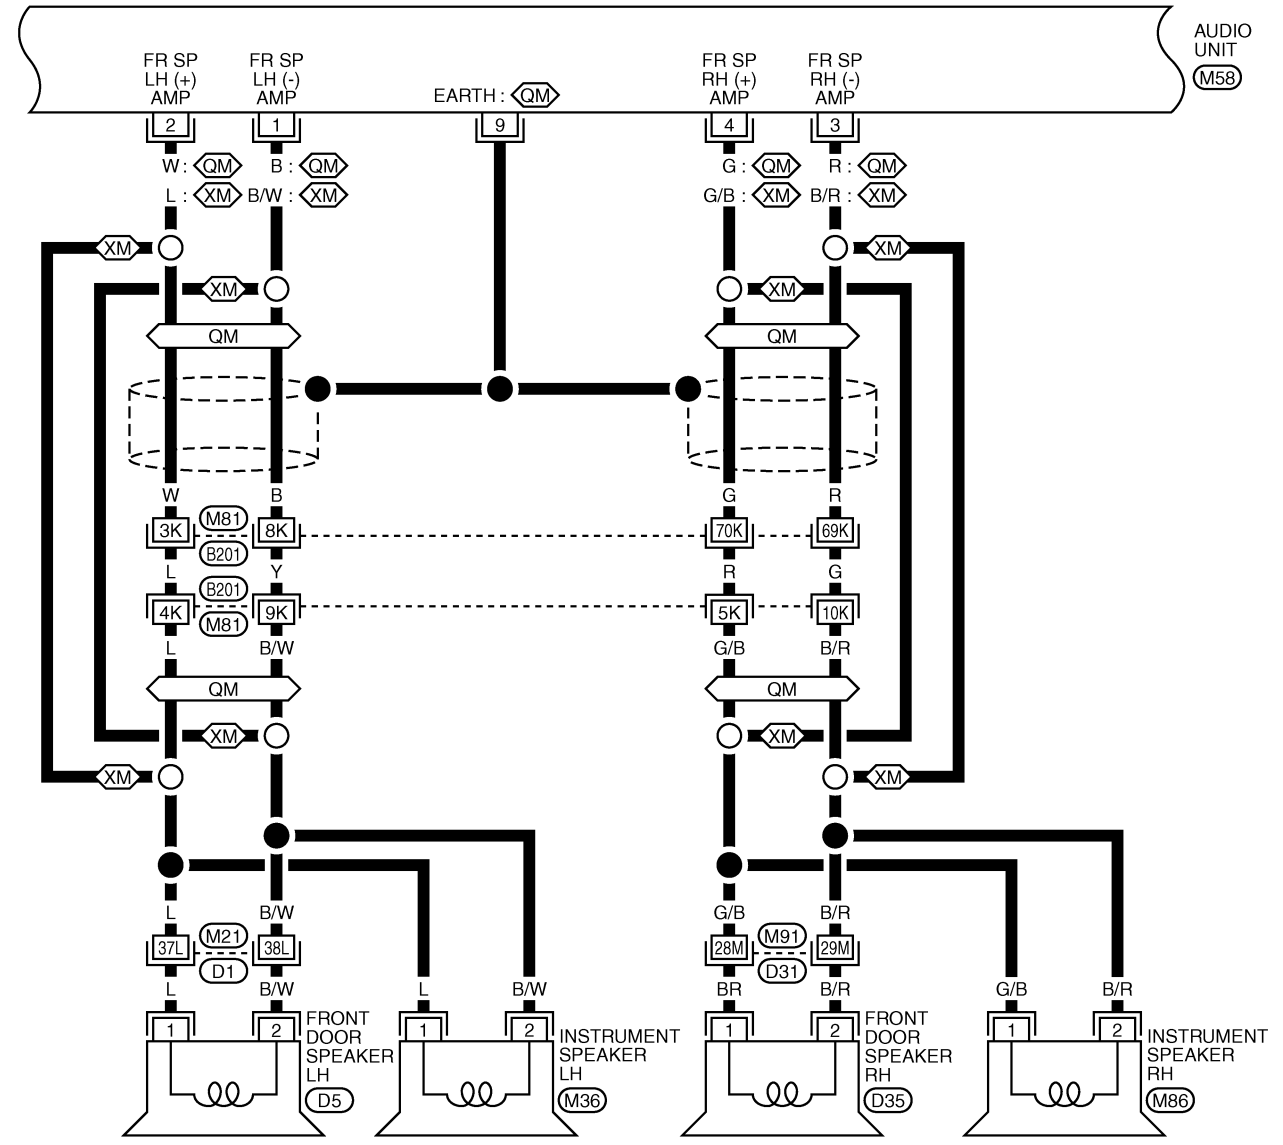 AUDIO
UNIT
M58
FR SP
LH (+)
AMP
FR SP
LH (-)
AMP
EARTH : QM
FR SP
RH (+)
AMP
FR SP
RH (-)
AMP
2
1
9
4
3
W : QM
B : QM
G : QM
R : QM
L : XM
B/W : XM
G/B : XM
B/R : XM
XM
XM
XM
XM
QM
QM
W
B
G
R
3K
M81
8K
70K
69K
B201
L
Y
R
G
B201
4K
9K
5K
10K
M81
L
B/W
G/B
B/R
QM
QM
XM
XM
XM
XM
L
B/W
G/B
B/R
37L
M21
38L
28M
M91
29M
D1
D31
L
B/W
L
B/W
BR
B/R
G/B
B/R
1
2
FRONT
DOOR
SPEAKER
LH
D5
1
2
INSTRUMENT
SPEAKER
LH
M36
1
2
FRONT
DOOR
SPEAKER
RH
D35
1
2
INSTRUMENT
SPEAKER
RH
M86